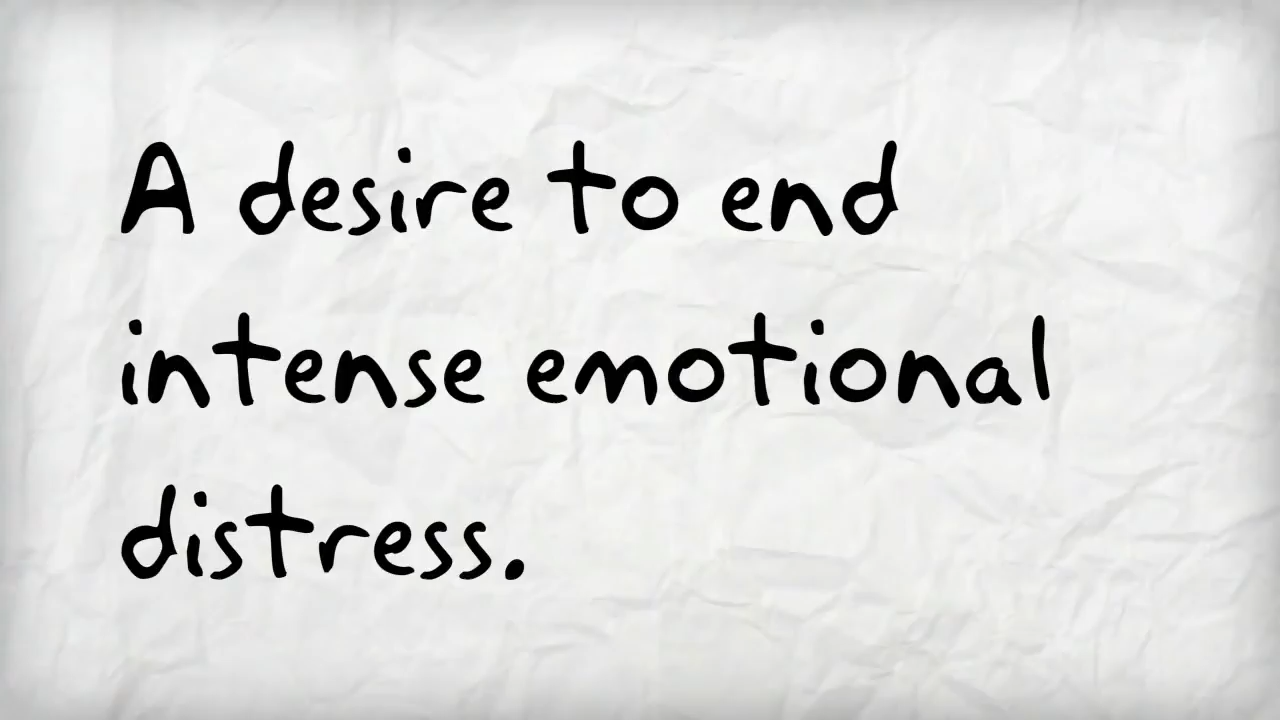 A desire to end
intense emotional
distress.